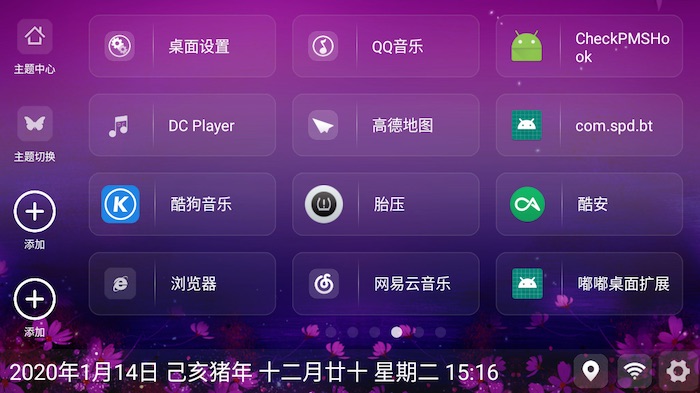 主题中心
桌面设置
QQ音乐
CheckPMSHo
ok
主题切换
DC Player
高德地图
com.spd.bt
添加
酷狗音乐
胎压
酷安
添加
浏览器
网易云音乐
嘟嘟桌面扩展
2020年1月14日 己亥猪年 十二月廿十 星期二 15:16